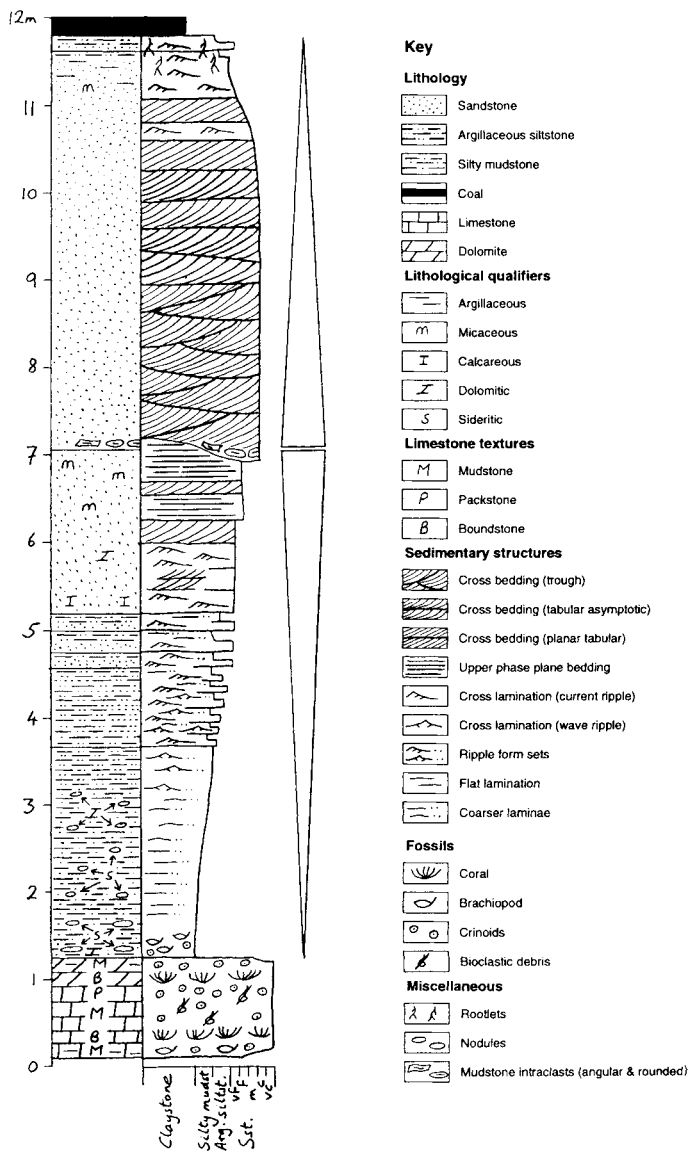 12m
11
10
9
8
7
6
5
4
3
2
1
0
m
m
m
m
I
I I
I
S
S
I
M
B
P
M
B
M
Claystone
Silty mudst
Arg. siltst.
vF
F
m
c
vc
Sst.
Key
Lithology
Sandstone
Argillaceous siltstone
Silty mudstone
Coal
Limestone
Dolomite
Lithological qualifiers
Argillaceous
m Micaceous
I Calcareous
I Dolomitic
S Sideritic
Limestone textures
M Mudstone
P Packstone
B Boundstone
Sedimentary structures
Cross bedding (trough)
Cross bedding (tabular asymptotic)
Cross bedding (planar tabular)
Upper phase plane bedding
Cross lamination (current ripple)
Cross lamination (wave ripple)
Ripple form sets
Flat lamination
Coarser laminae
Fossils
Coral
Brachiopod
Crinoids
Bioclastic debris
Miscellaneous
Rootlets
Nodules
Mudstone intraclasts (angular & rounded)